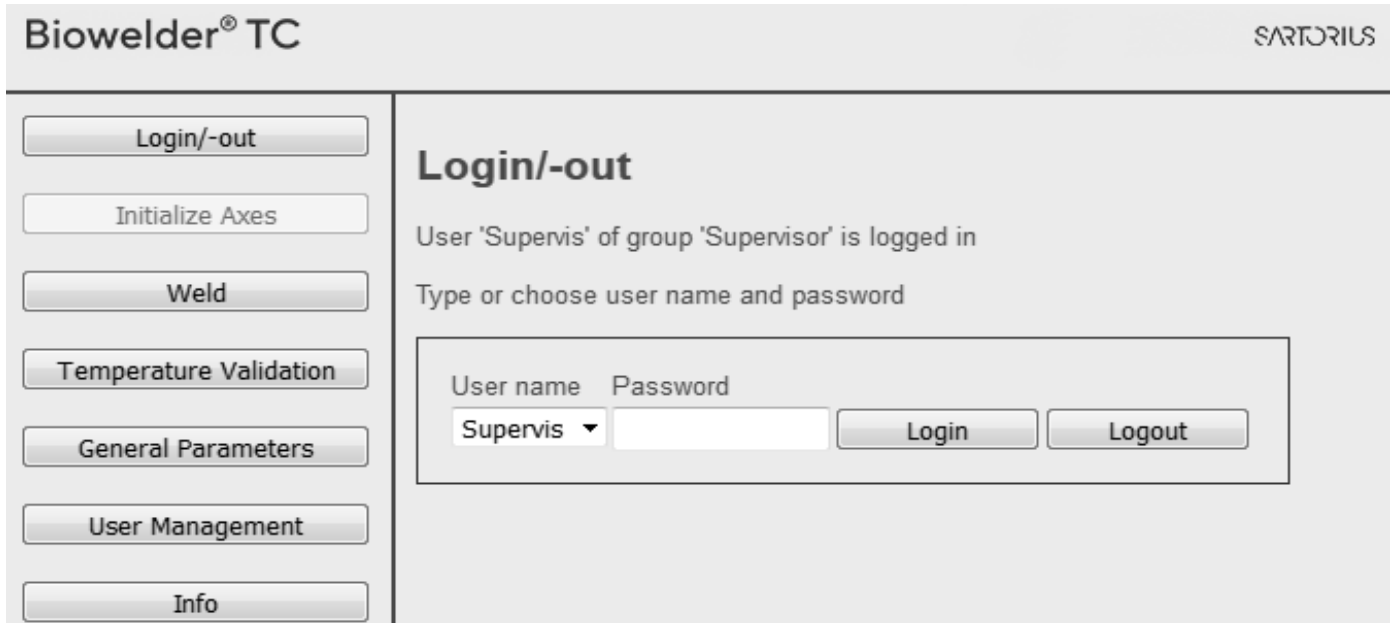 Biowelder® TC
SARTORIUS
Login/-out
Initialize Axes
Weld
Temperature Validation
General Parameters
User Management
Info
Login/-out
User 'Supervis' of group 'Supervisor' is logged in
Type or choose user name and password
User name Password
Supervis Login Logout